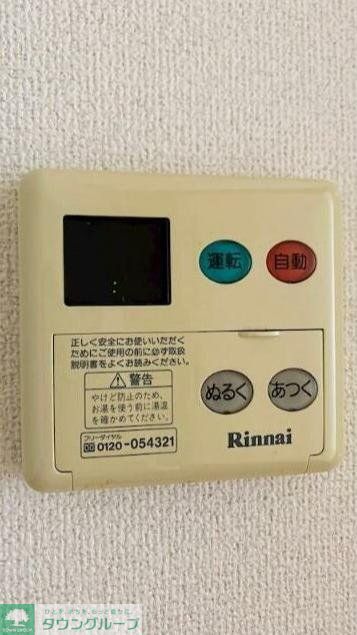 運転
自動
正しく安全にお使いいただく
ためにご使用の前に必ず取扱
説明書をよくお読みください。
警告
やけど防止のため、
お湯を使う前に湯温
を確かめてください。
フリーダイヤル
0120-054321
ぬるく
あつく
Rinnai
タウングループ